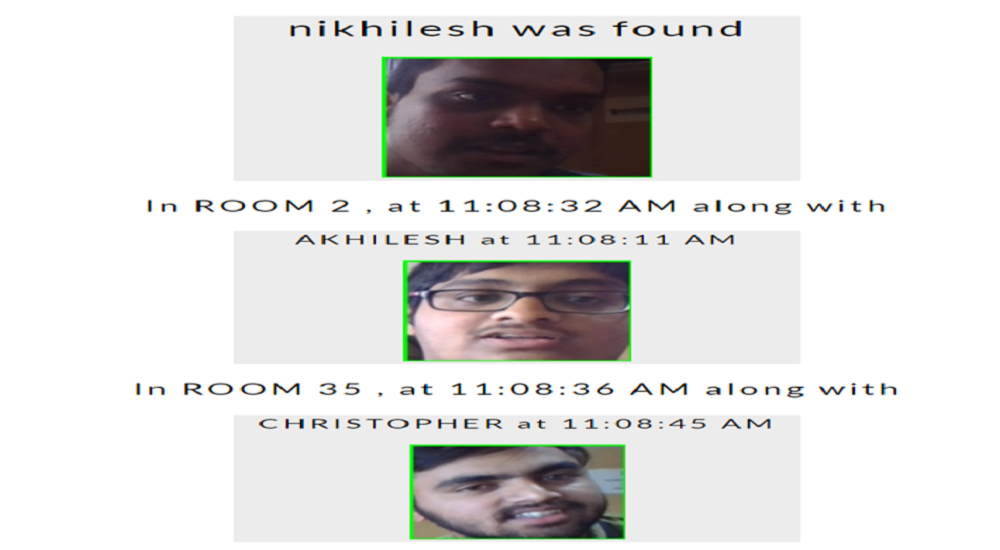 nikhilesh was found
In ROOM 2 , at 11:08:32 AM along with
AKHILESH at 11:08:11 AM
In ROOM 35 , at 11:08:36 AM along with
CHRISTOPHER at 11:08:45 AM